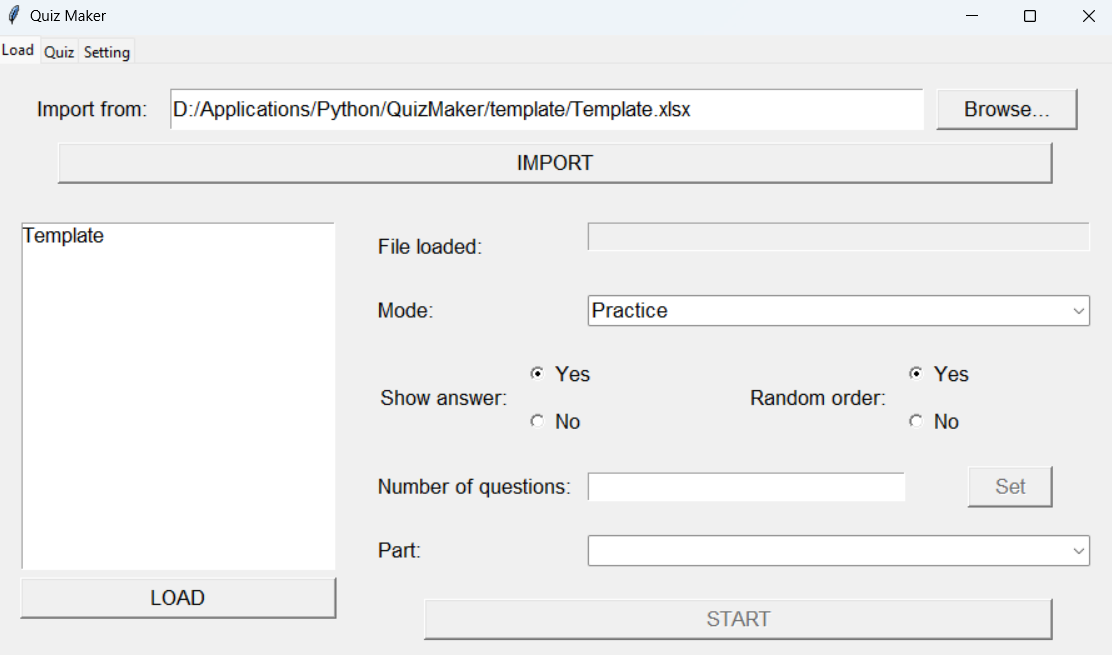 Quiz Maker
Load Quiz Setting
Import from: D:/Applications/Python/QuizMaker/template/Template.xlsx Browse...
IMPORT
Template
File loaded:
Mode: Practice
Show answer: Yes No
Random order: Yes No
Number of questions: Set
Part:
LOAD
START